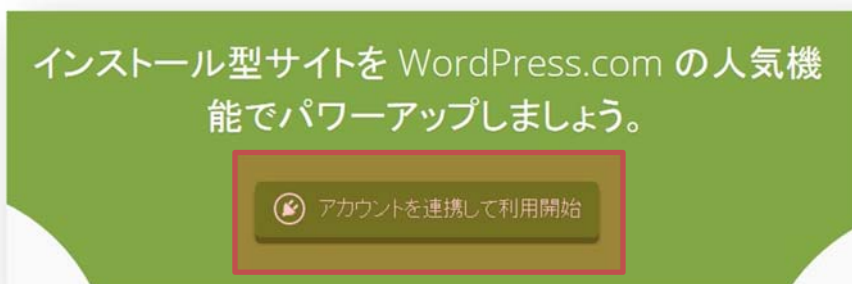 インストール型サイトを WordPress.com の人気機
能でパワーアップしましょう。
アカウントを連携して利用開始